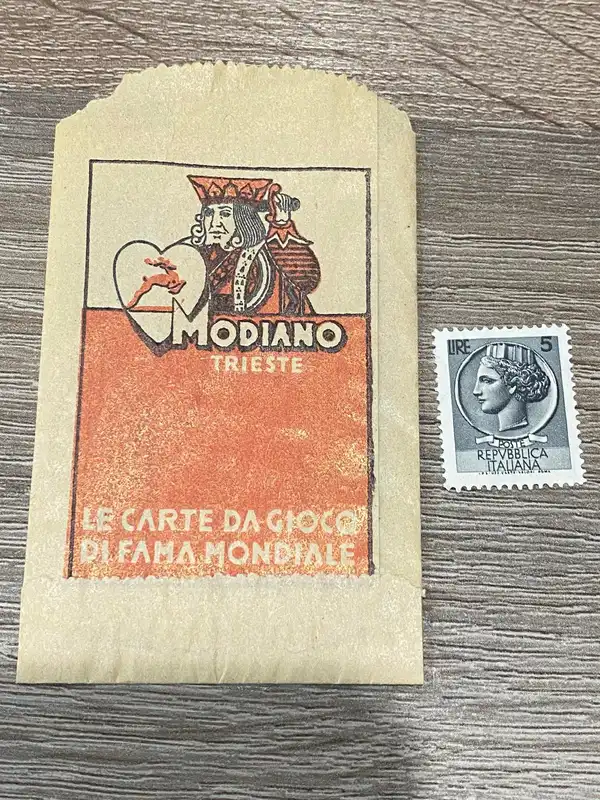 MODIANO
TRIESTE
LE CARTE DA GIOCO
DI FAMA MONDIALE
LIRE 5
POSTE
REPVBBLICA
ITALIANA